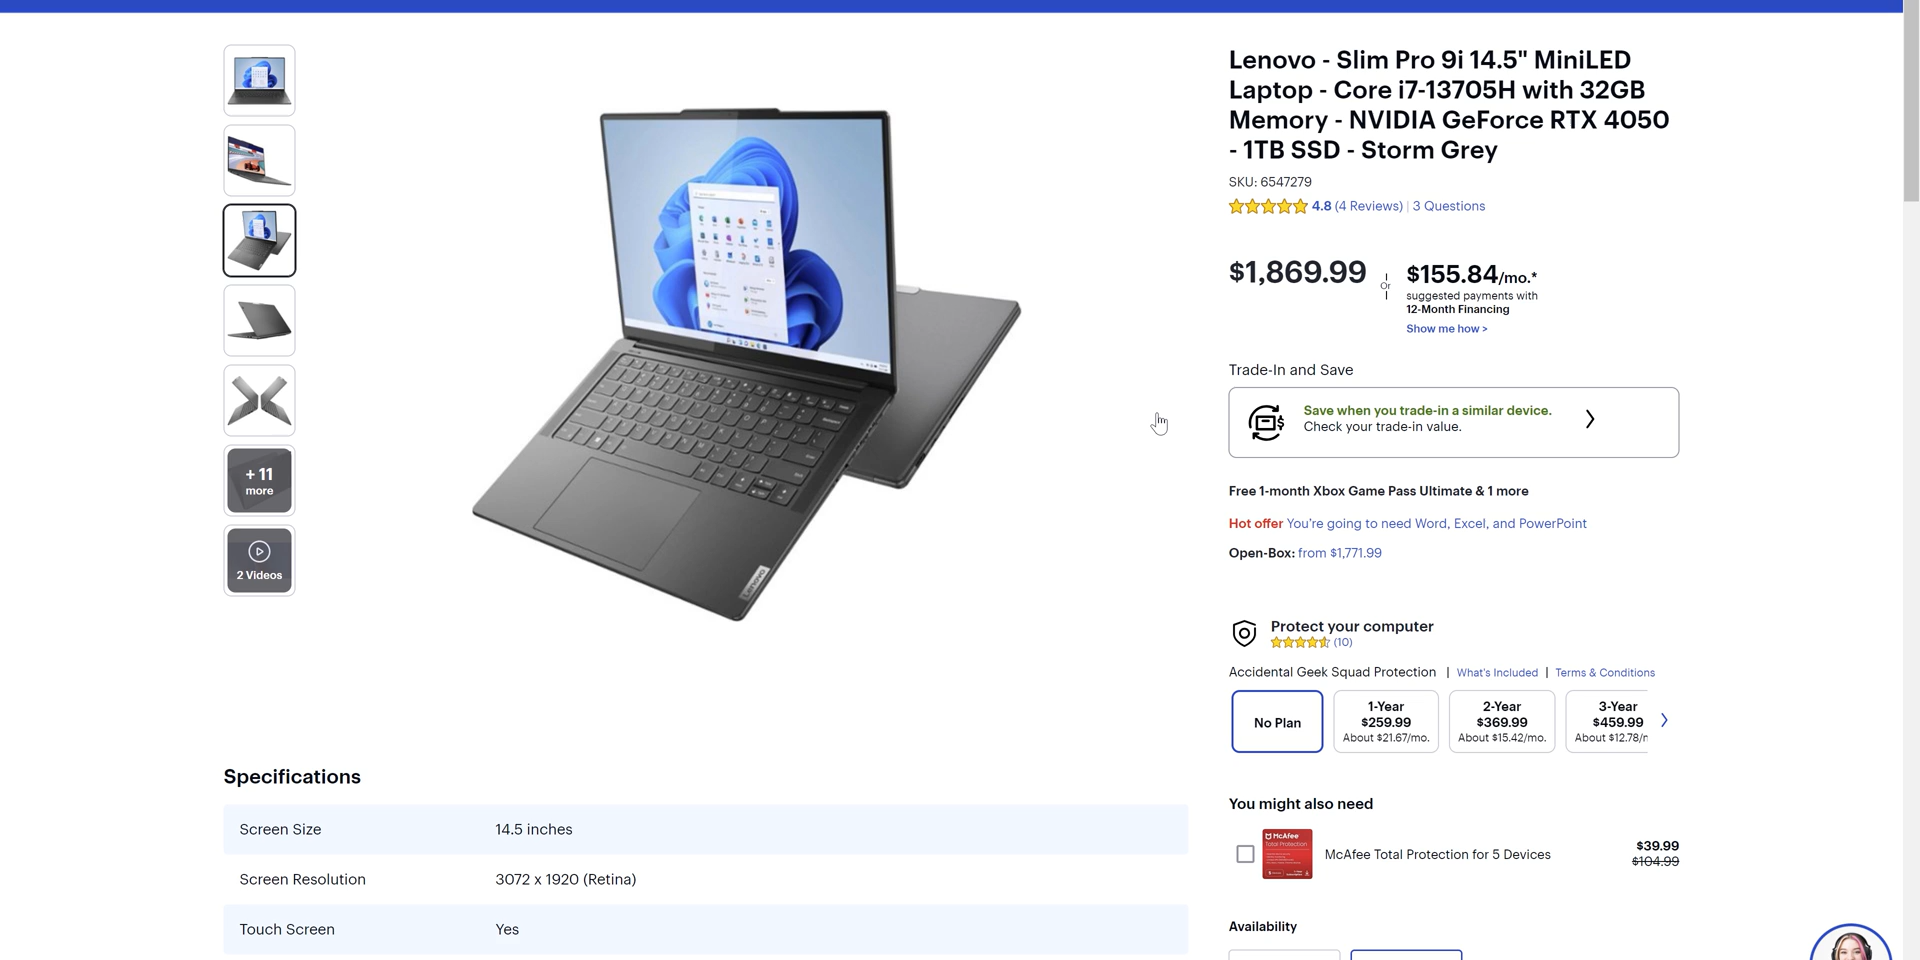 Lenovo - Slim Pro 9i 14.5" MiniLED
Laptop - Core i7-13705H with 32GB
Memory - NVIDIA GeForce RTX 4050
- 1TB SSD - Storm Grey
SKU: 6547279
4.8 (4 Reviews) | 3 Questions
$1,869.99
Or
$155.84/mo.*
suggested payments with
12-Month Financing
Show me how >
Trade-In and Save
Save when you trade-in a similar device.
Check your trade-in value.
Free 1-month Xbox Game Pass Ultimate & 1 more
Hot offer You're going to need Word, Excel, and PowerPoint
Open-Box: from $1,771.99
+ 11
more
2 Videos
Lenovo
Protect your computer
(10)
Accidental Geek Squad Protection | What's Included | Terms & Conditions
No Plan
1-Year
$259.99
About $21.67/mo.
2-Year
$369.99
About $15.42/mo.
3-Year
$459.99
About $12.78/n
You might also need
McAfee
Total Protection
McAfee Total Protection for 5 Devices
$39.99
$104.99
Availability
Specifications
Screen Size 14.5 inches
Screen Resolution 3072 x 1920 (Retina)
Touch Screen Yes